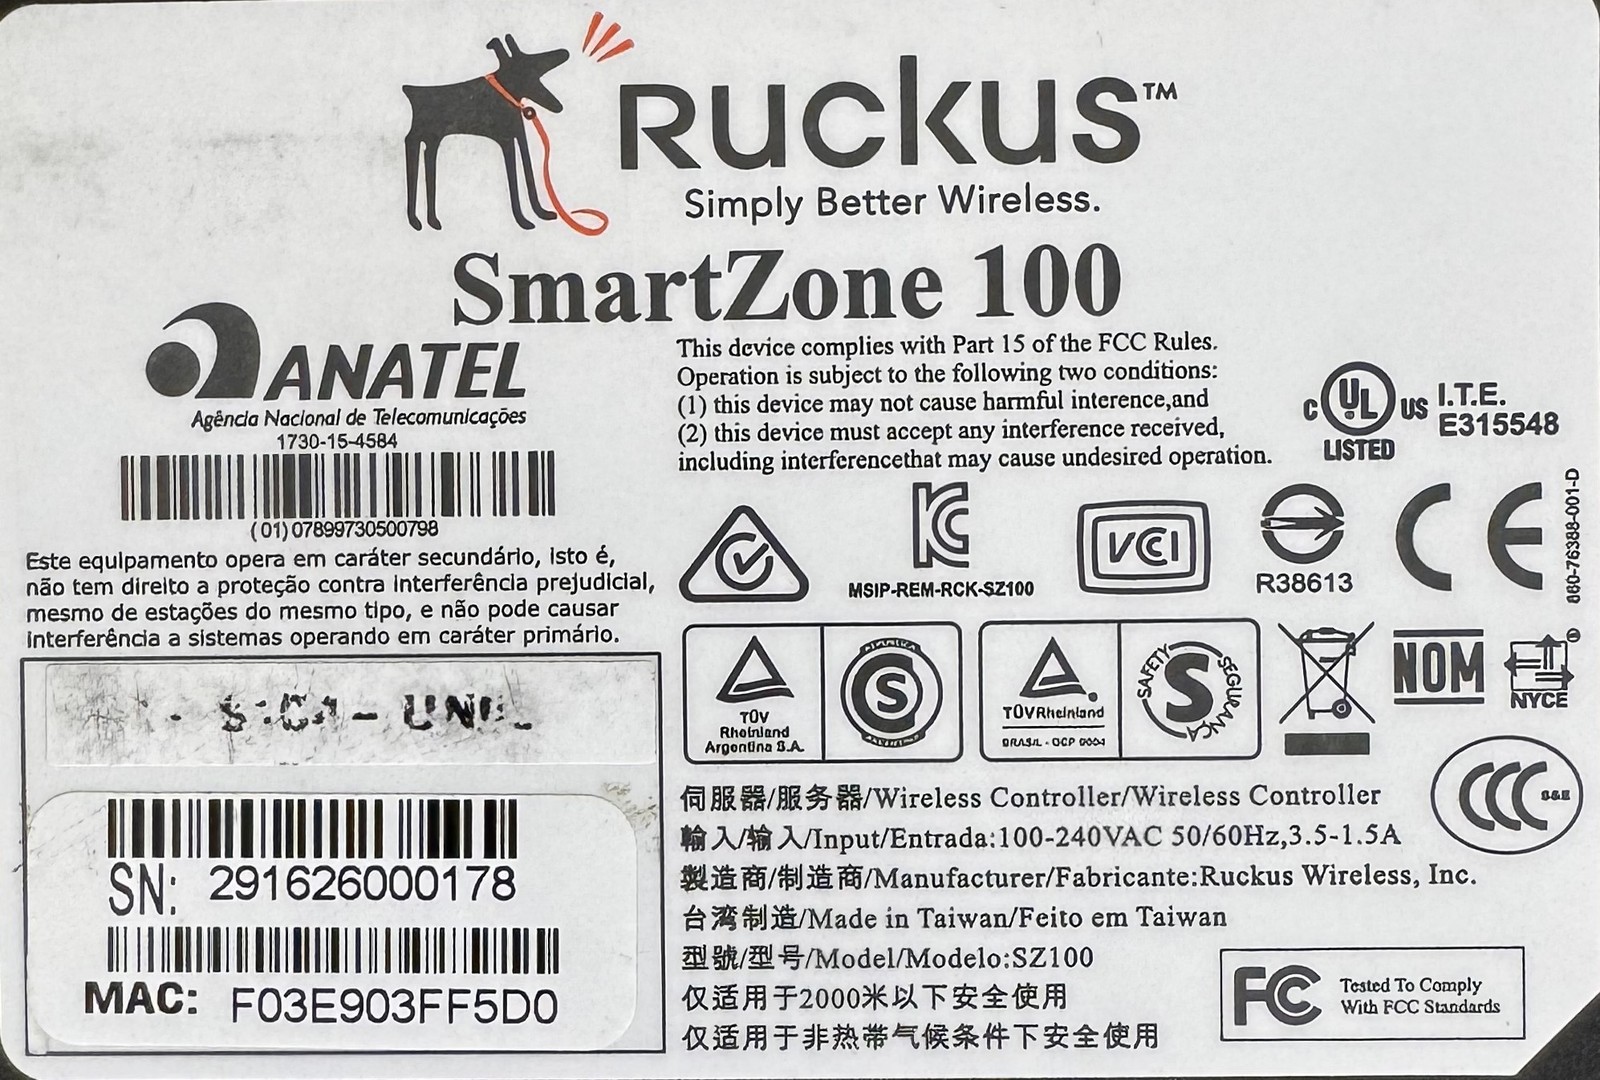 Ruckus™
Simply Better Wireless.
SmartZone 100
ANATEL
Agência Nacional de Telecomunicações
1730-15-4584
(01)07899730500798
Este equipamento opera em caráter secundário, isto é,
não tem direito a proteção contra interferência prejudicial,
mesmo de estações do mesmo tipo, e não pode causar
interferência a sistemas operando em caráter primário.
This device complies with Part 15 of the FCC Rules.
Operation is subject to the following two conditions:
(1) this device may not cause harmful interence,and
(2) this device must accept any interference received,
including interferencethat may cause undesired operation.
C UL US
LISTED
I.T.E.
E315548
KC
MSIP-REM-RCK-SZ100
VCI
R38613
CE
860-76388-001-D
TÜV
Rheinland
Argentina S.A.
S
TÜVRheinland
BRASIL - OCP 0004
SAFETY
S
SEGURANÇA
NOM
NYCE
CCC
S&E
SN: 291626000178
MAC: F03E903FF5D0
伺服器/服务器/Wireless Controller/Wireless Controller
輸入/输入/Input/Entrada:100-240VAC 50/60Hz,3.5-1.5A
製造商/制造商/Manufacturer/Fabricante:Ruckus Wireless, Inc.
台湾制造/Made in Taiwan/Feito em Taiwan
型號/型号/Model/Modelo:SZ100
仅适用于2000米以下安全使用
仅适用于非热带气候条件下安全使用
FC
Tested To Comply
With FCC Standards